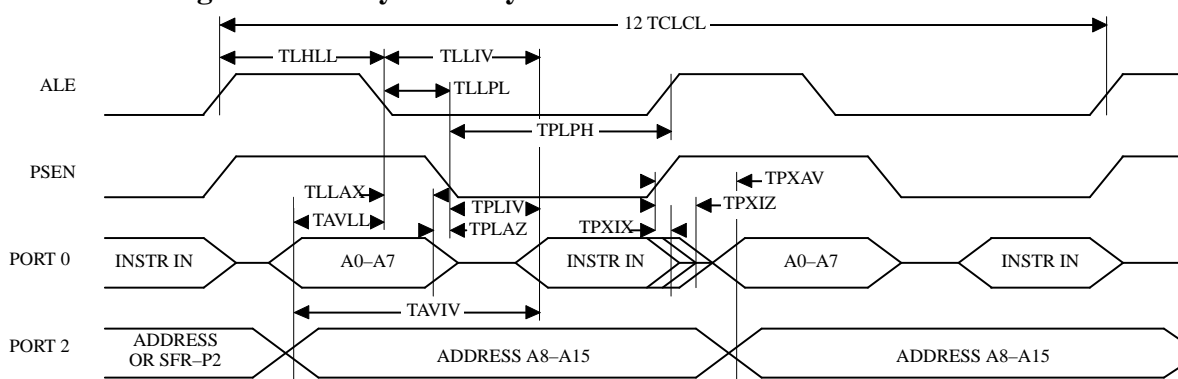 12 TCLCL
TLHLL
TLLIV
ALE
TLLPL
TPLPH
PSEN
TPXAV
TLLAX
TPLIV
TPXIZ
TAVLL
TPLAZ
TPXIX
PORT 0
INSTR IN
A0–A7
INSTR IN
A0–A7
INSTR IN
TAVIV
PORT 2
ADDRESS
OR SFR–P2
ADDRESS A8–A15
ADDRESS A8–A15